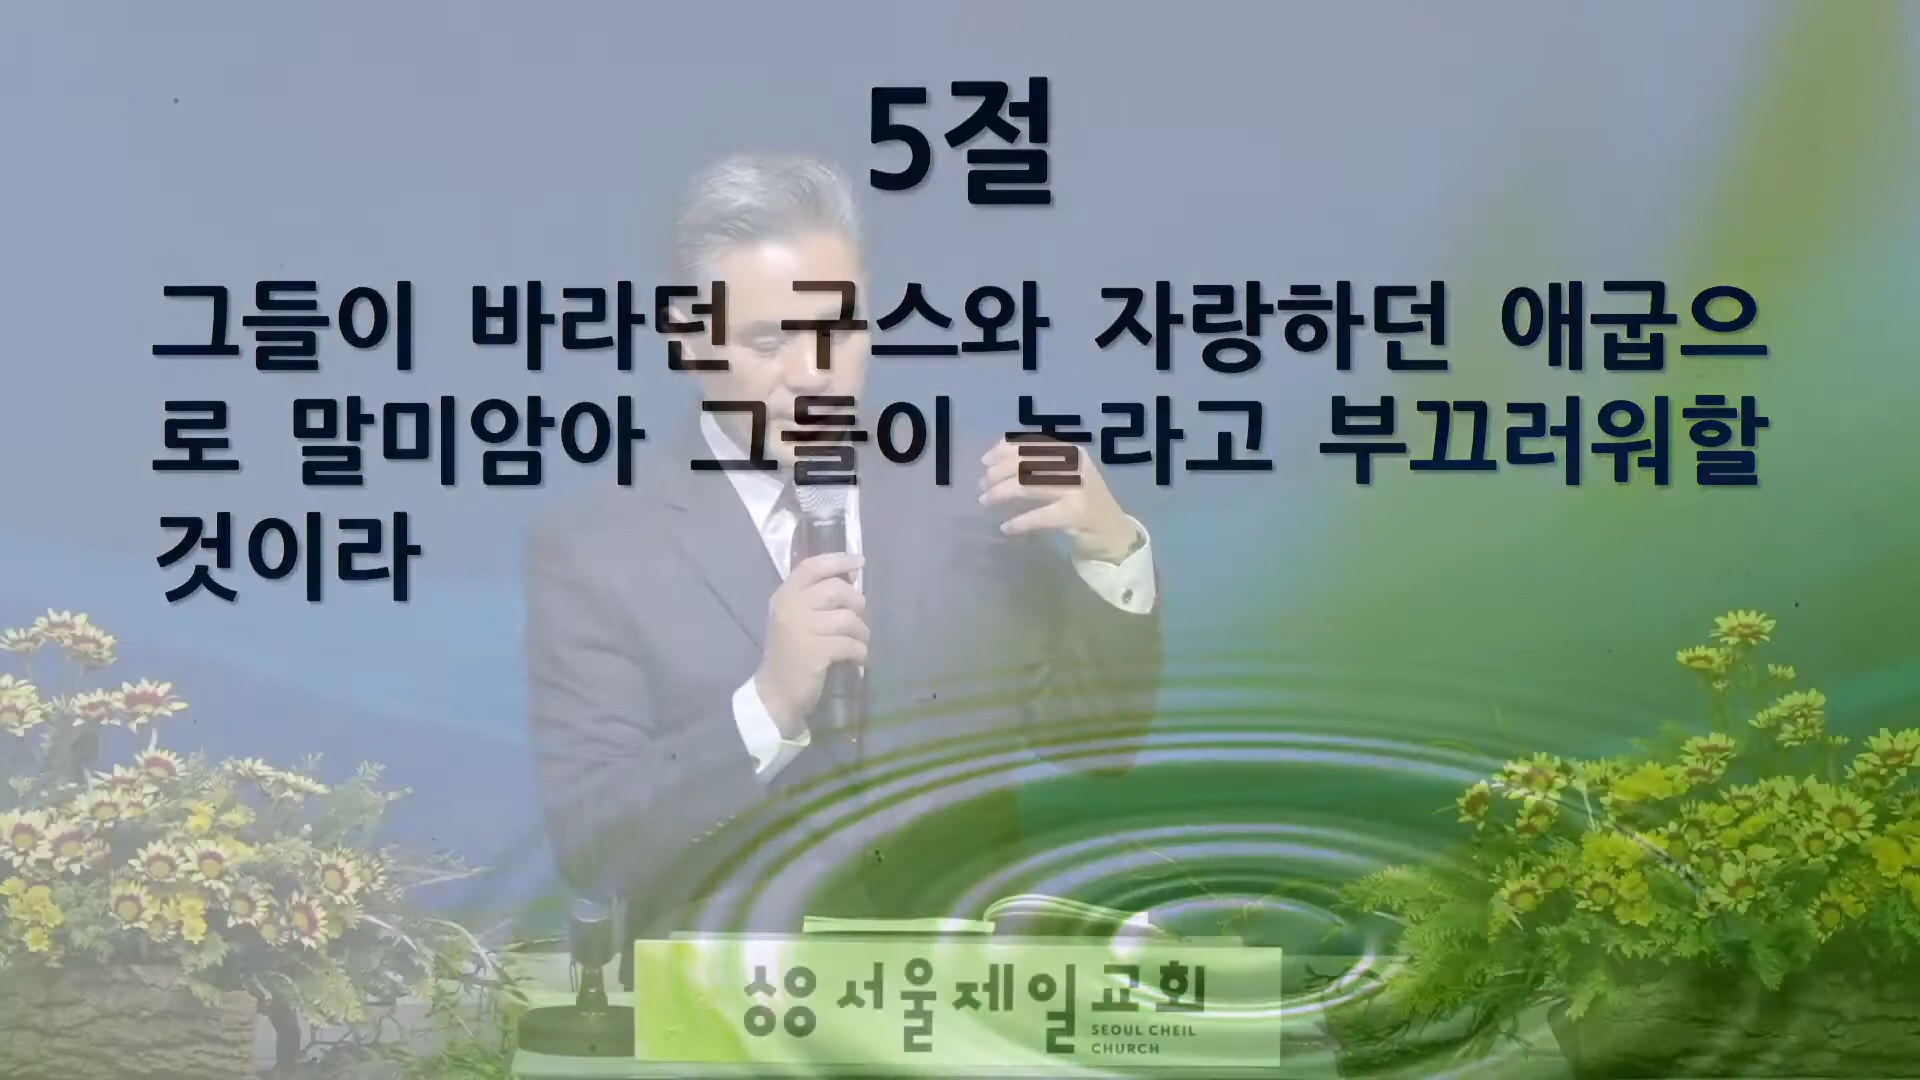 5절
그들이 바라던 구스와 자랑하던 애굽으
로 말미암아 그들이 놀라고 부끄러워할
것이라
서울제일교회
SEOUL CHEIL
CHURCH